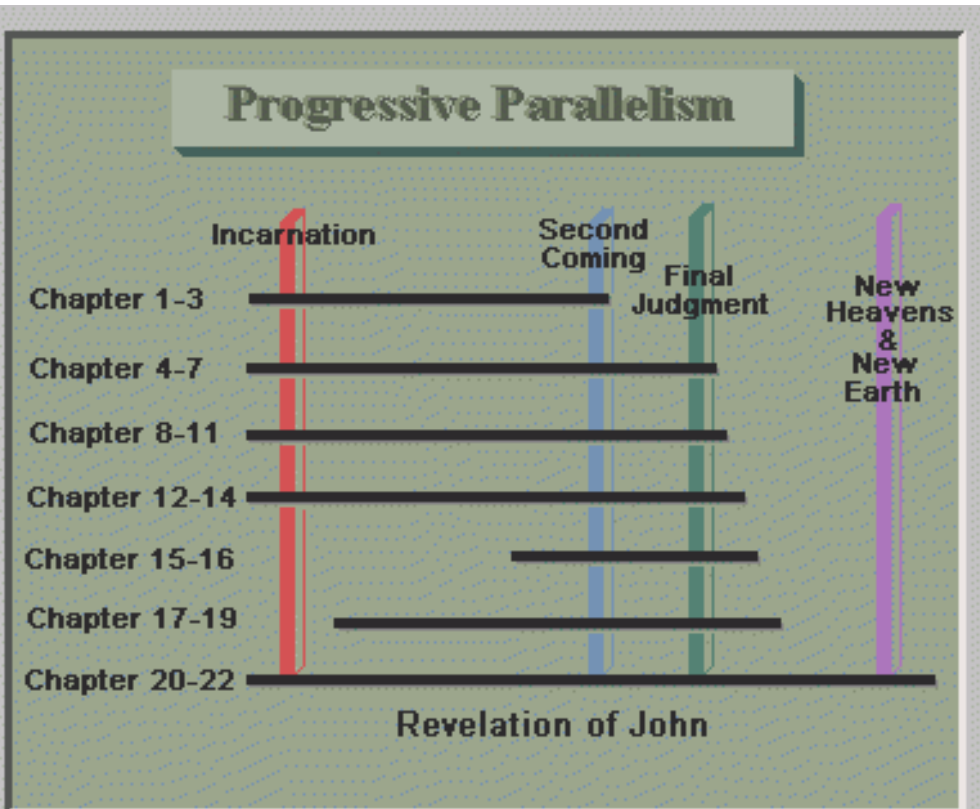 Progressive Parallelism
Incarnation
Second
Coming
Final
Judgment
New
Heavens
&
New
Earth
Chapter 1-3
Chapter 4-7
Chapter 8-11
Chapter 12-14
Chapter 15-16
Chapter 17-19
Chapter 20-22
Revelation of John